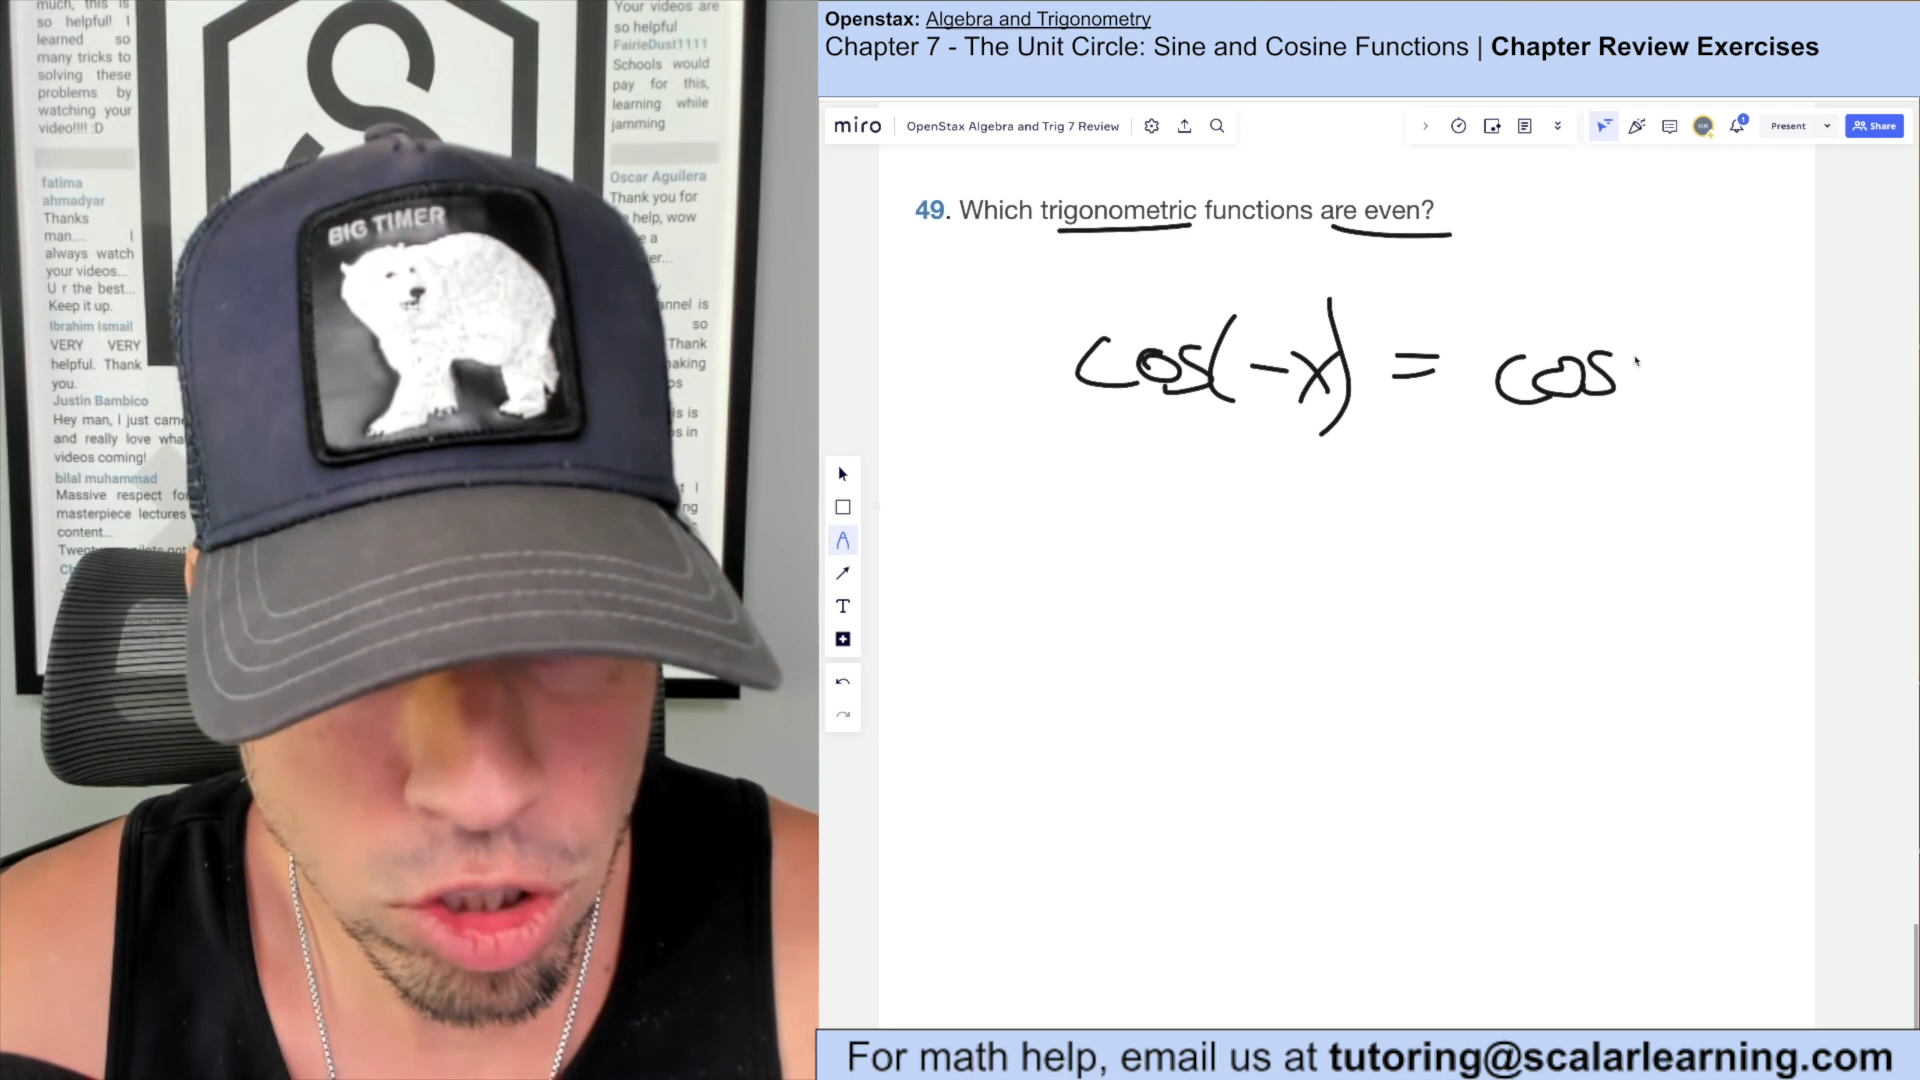 much, this is
so helpful! I
learned so
many tricks to
solving these
problems by
watching your
video!!!! :D
fatima
ahmadyar
Thanks
man.... I
always watch
your videos...
U r the best...
Keep it up.
Ibrahim Ismail
VERY VERY
helpful. Thank
you.
Justin Bambico
Hey man, I just came
and really love
videos coming!
bilal muhammad
Massive respect for
masterpiece lectures
content...
Your videos are
so helpful
FairieDust1111
Schools would
pay for this,
learning while
jamming
Oscar Aguilera
Thank you for
help, wow
so
Thank
BIG TIMER
Openstax: Algebra and Trigonometry
Chapter 7 - The Unit Circle: Sine and Cosine Functions | Chapter Review Exercises
miro OpenStax Algebra and Trig 7 Review
Present
Share
49. Which trigonometric functions are even?
cos(-x) = cos
For math help, email us at tutoring@scalarlearning.com